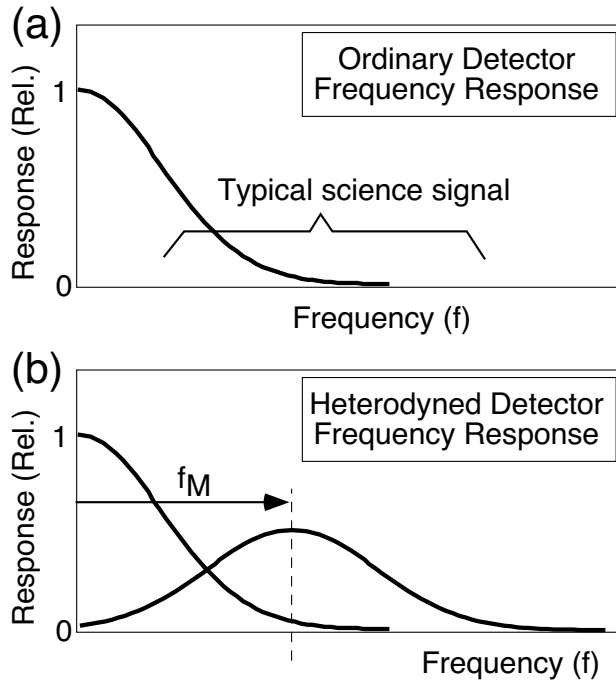 (a)
Ordinary Detector
Frequency Response
Response (Rel.)
1
Typical science signal
0
Frequency (f)
(b)
Heterodyned Detector
Frequency Response
Response (Rel.)
1
fM
0
Frequency (f)